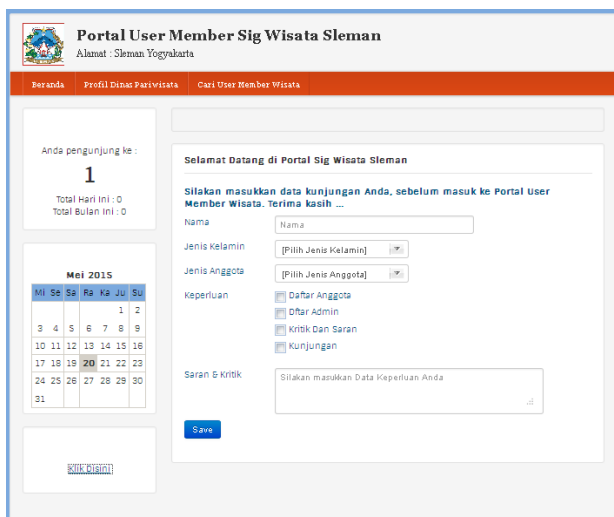 Portal User Member Sig Wisata Sleman
Alamat : Sleman Yogyakarta
Beranda Profil Dinas Pariwisata Cari User Member Wisata
Anda pengunjung ke :
1
Total Hari Ini : 0
Total Bulan Ini : 0
Mei 2015
Mi Se Sa Ra Ka Ju Su
1 2
3 4 5 6 7 8 9
10 11 12 13 14 15 16
17 18 19 20 21 22 23
24 25 26 27 28 29 30
31
Klik Disini
Selamat Datang di Portal Sig Wisata Sleman
Silakan masukkan data kunjungan Anda, sebelum masuk ke Portal User
Member Wisata. Terima kasih ...
Nama Nama
Jenis Kelamin [Pilih Jenis Kelamin]
Jenis Anggota [Pilih Jenis Anggota]
Keperluan Daftar Anggota
Dftar Admin
Kritik Dan Saran
Kunjungan
Saran & Kritik Silakan masukkan Data Keperluan Anda
Save